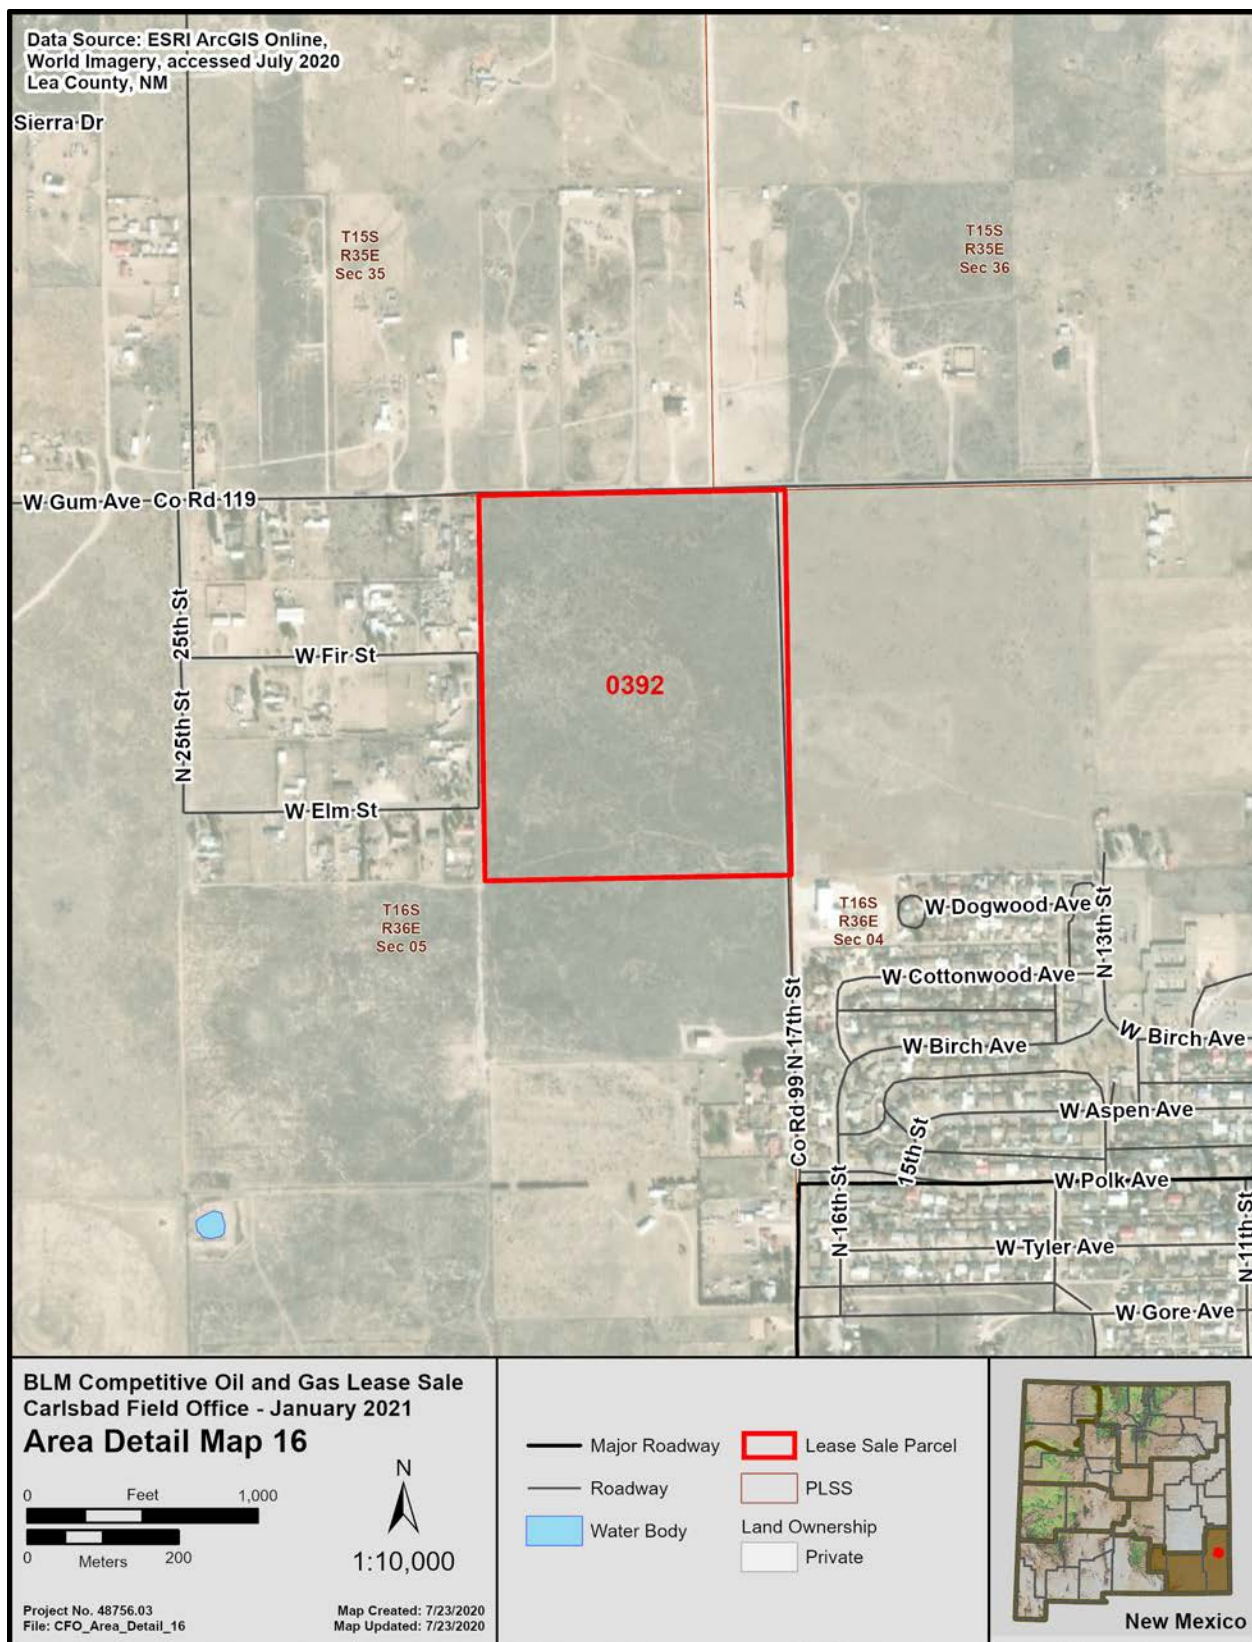 Data Source: ESRI ArcGIS Online,
World Imagery, accessed July 2020
Lea County, NM
Sierra Dr
T15S
R35E
Sec 35
T15S
R35E
Sec 36
W Gum Ave Co Rd 119
25th St
W Fir St
0392
N 25th St
W Elm St
T16S
R36E
Sec 05
T16S
R36E
Sec 04
W Dogwood Ave
N 13th St
W Cottonwood Ave
Co Rd 99 N 17th St
W Birch Ave
W Birch Ave
W Aspen Ave
15th St
W Polk Ave
N 16th St
W Tyler Ave
N 11th St
W Gore Ave
BLM Competitive Oil and Gas Lease Sale
Carlsbad Field Office - January 2021
Area Detail Map 16
0 Feet 1,000
0 Meters 200
N
1:10,000
Project No. 48756.03
File: CFO_Area_Detail_16
Map Created: 7/23/2020
Map Updated: 7/23/2020
Major Roadway
Roadway
Water Body
Lease Sale Parcel
PLSS
Land Ownership
Private
New Mexico